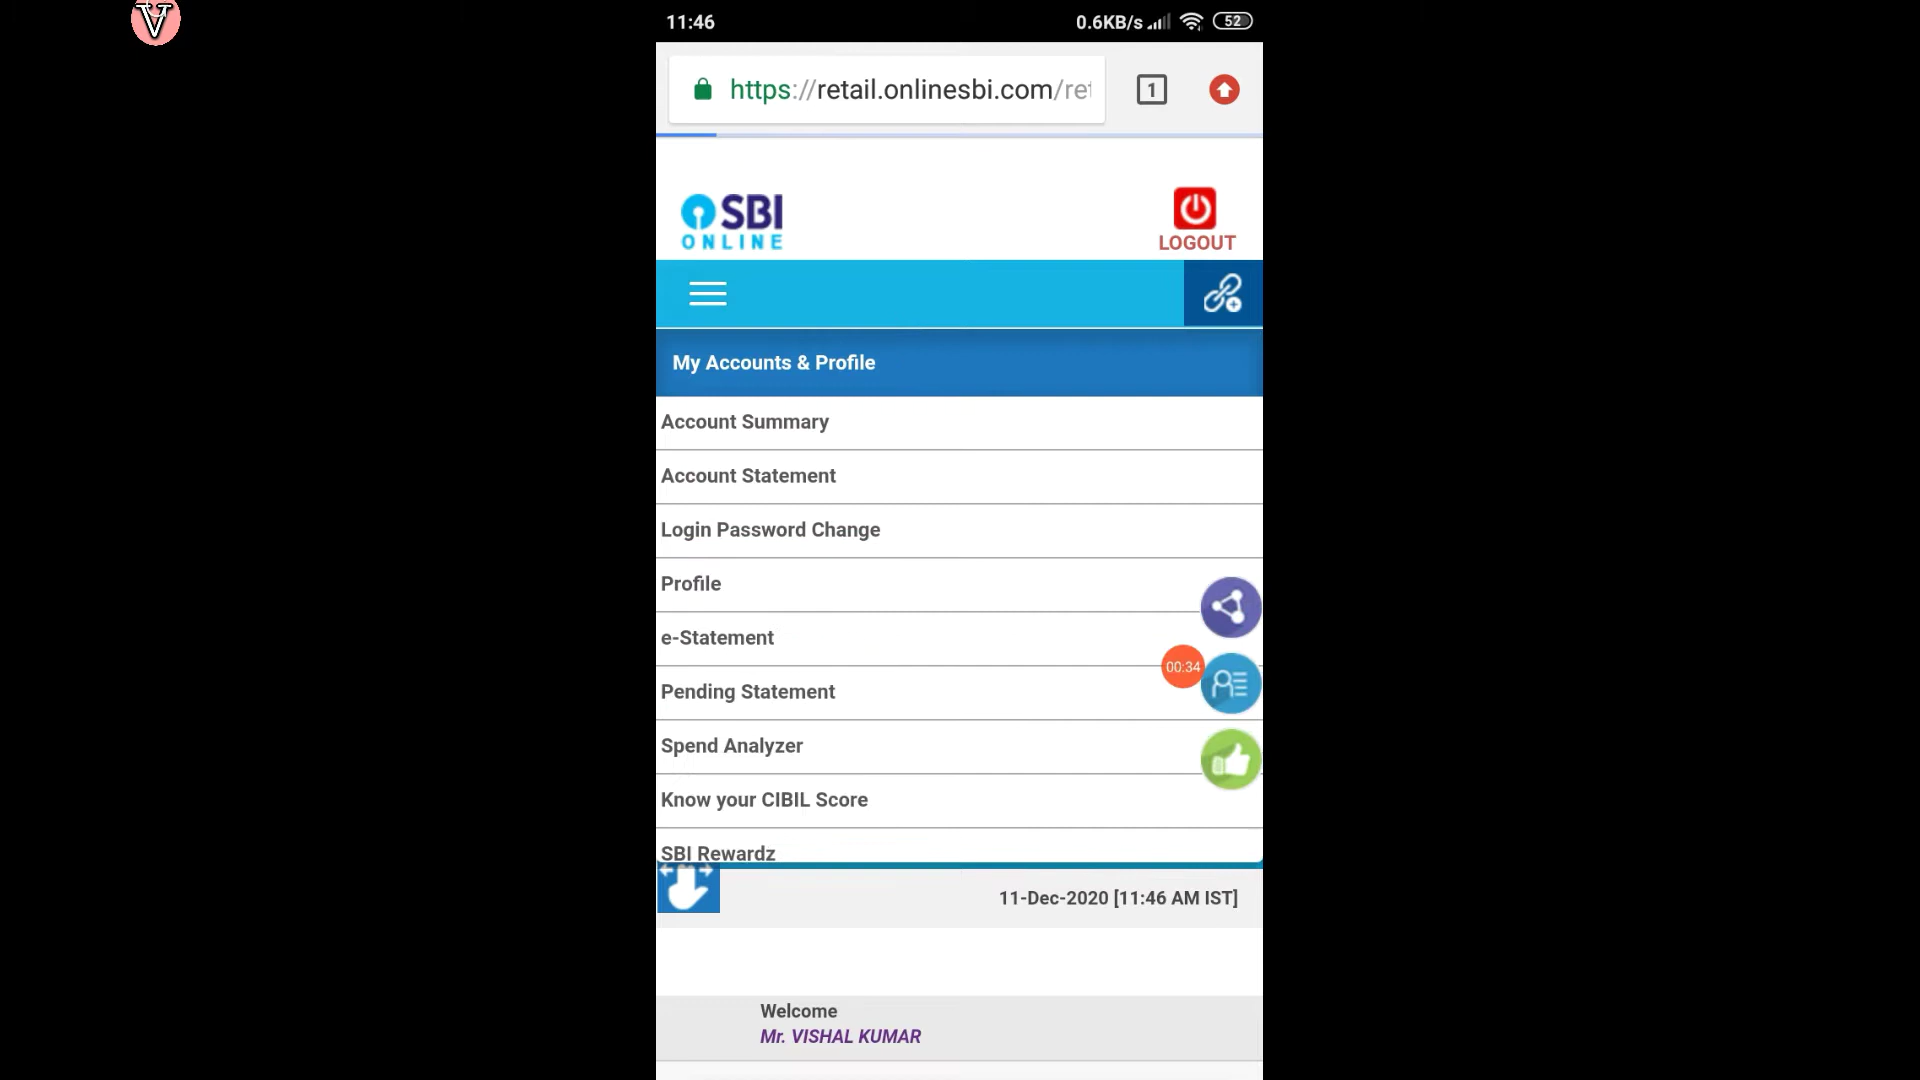 V
11:46
0.6KB/s
52
https://retail.onlinesbi.com/ret
1
SBI
ONLINE
LOGOUT
My Accounts & Profile
Account Summary
Account Statement
Login Password Change
Profile
e-Statement
00:34
Pending Statement
Spend Analyzer
Know your CIBIL Score
SBI Rewardz
11-Dec-2020 [11:46 AM IST]
Welcome
Mr. VISHAL KUMAR